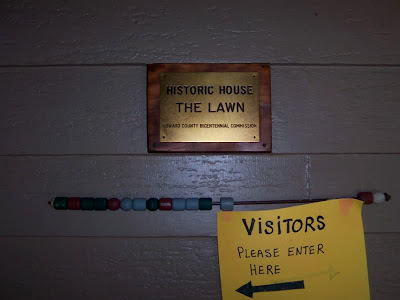 HISTORIC HOUSE
THE LAWN
HOWARD COUNTY BICENTENNIAL COMMISSION
VISITORS
PLEASE ENTER
HERE